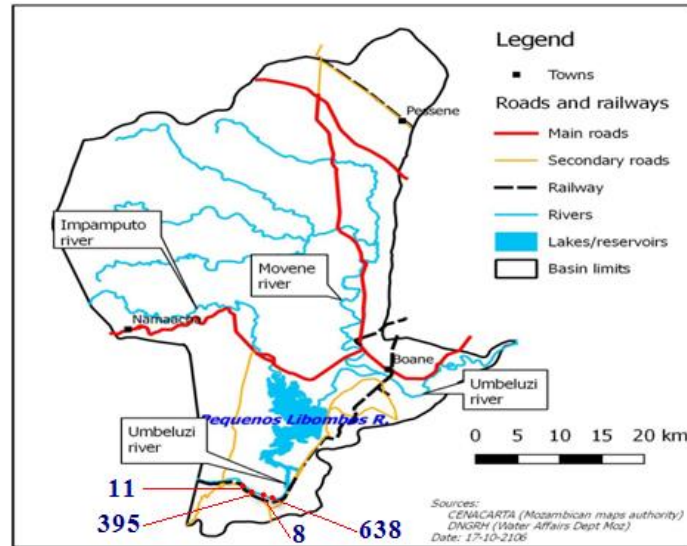 Legend
Towns
Roads and railways
Main roads
Secondary roads
Railway
Rivers
Lakes/reservoirs
Basin limits
Pessene
Impamputo
river
Movene
river
Namaacha
Boane
Umbeluzi
river
Pequenos Libombos R.
Umbeluzi
river
0 5 10 15 20 km
11
395
8
638
Sources:
CENACARTA (Mozambican maps authority)
DNGRH (Water Affairs Dept Moz)
Date: 17-10-2106